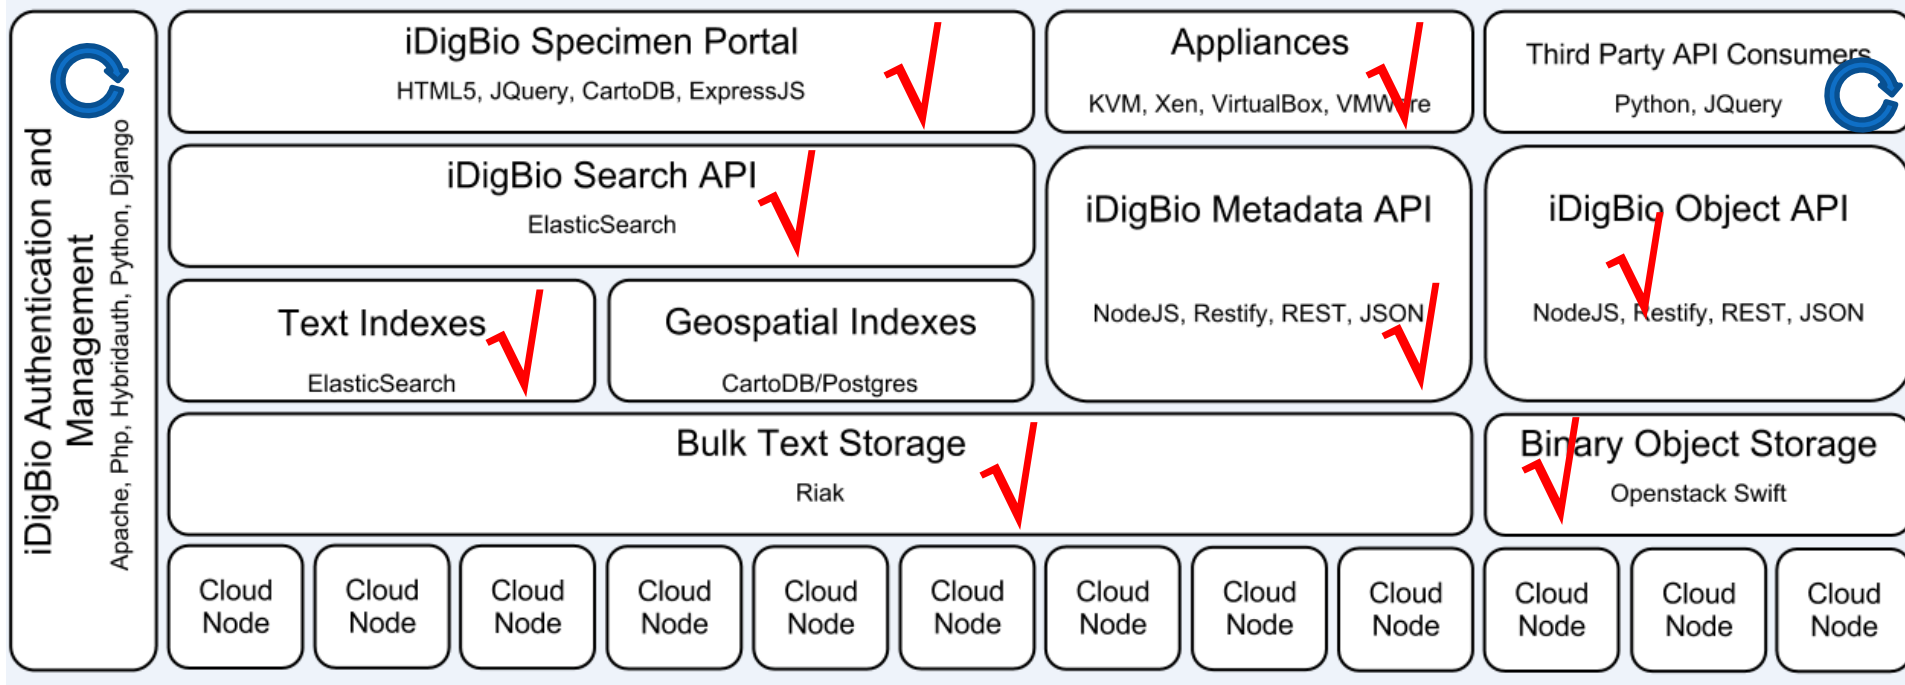 iDigBio Authentication and
Management
Apache, Php, Hybridauth, Python, Django
iDigBio Specimen Portal
HTML5, JQuery, CartoDB, ExpressJS
Appliances
KVM, Xen, VirtualBox, VMWare
Third Party API Consumers
Python, JQuery
iDigBio Search API
ElasticSearch
iDigBio Metadata API
NodeJS, Restify, REST, JSON
iDigBio Object API
NodeJS, Restify, REST, JSON
Text Indexes
ElasticSearch
Geospatial Indexes
CartoDB/Postgres
Bulk Text Storage
Riak
Binary Object Storage
Openstack Swift
Cloud
Node
Cloud
Node
Cloud
Node
Cloud
Node
Cloud
Node
Cloud
Node
Cloud
Node
Cloud
Node
Cloud
Node
Cloud
Node
Cloud
Node
Cloud
Node